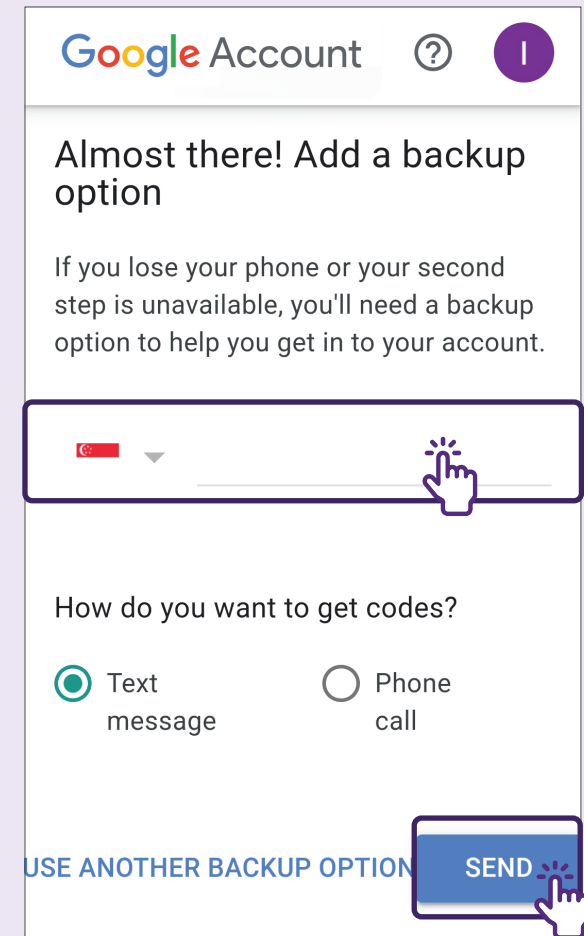 Google Account
I
Almost there! Add a backup
option
If you lose your phone or your second
step is unavailable, you'll need a backup
option to help you get in to your account.
How do you want to get codes?
Text
message
Phone
call
USE ANOTHER BACKUP OPTION
SEND